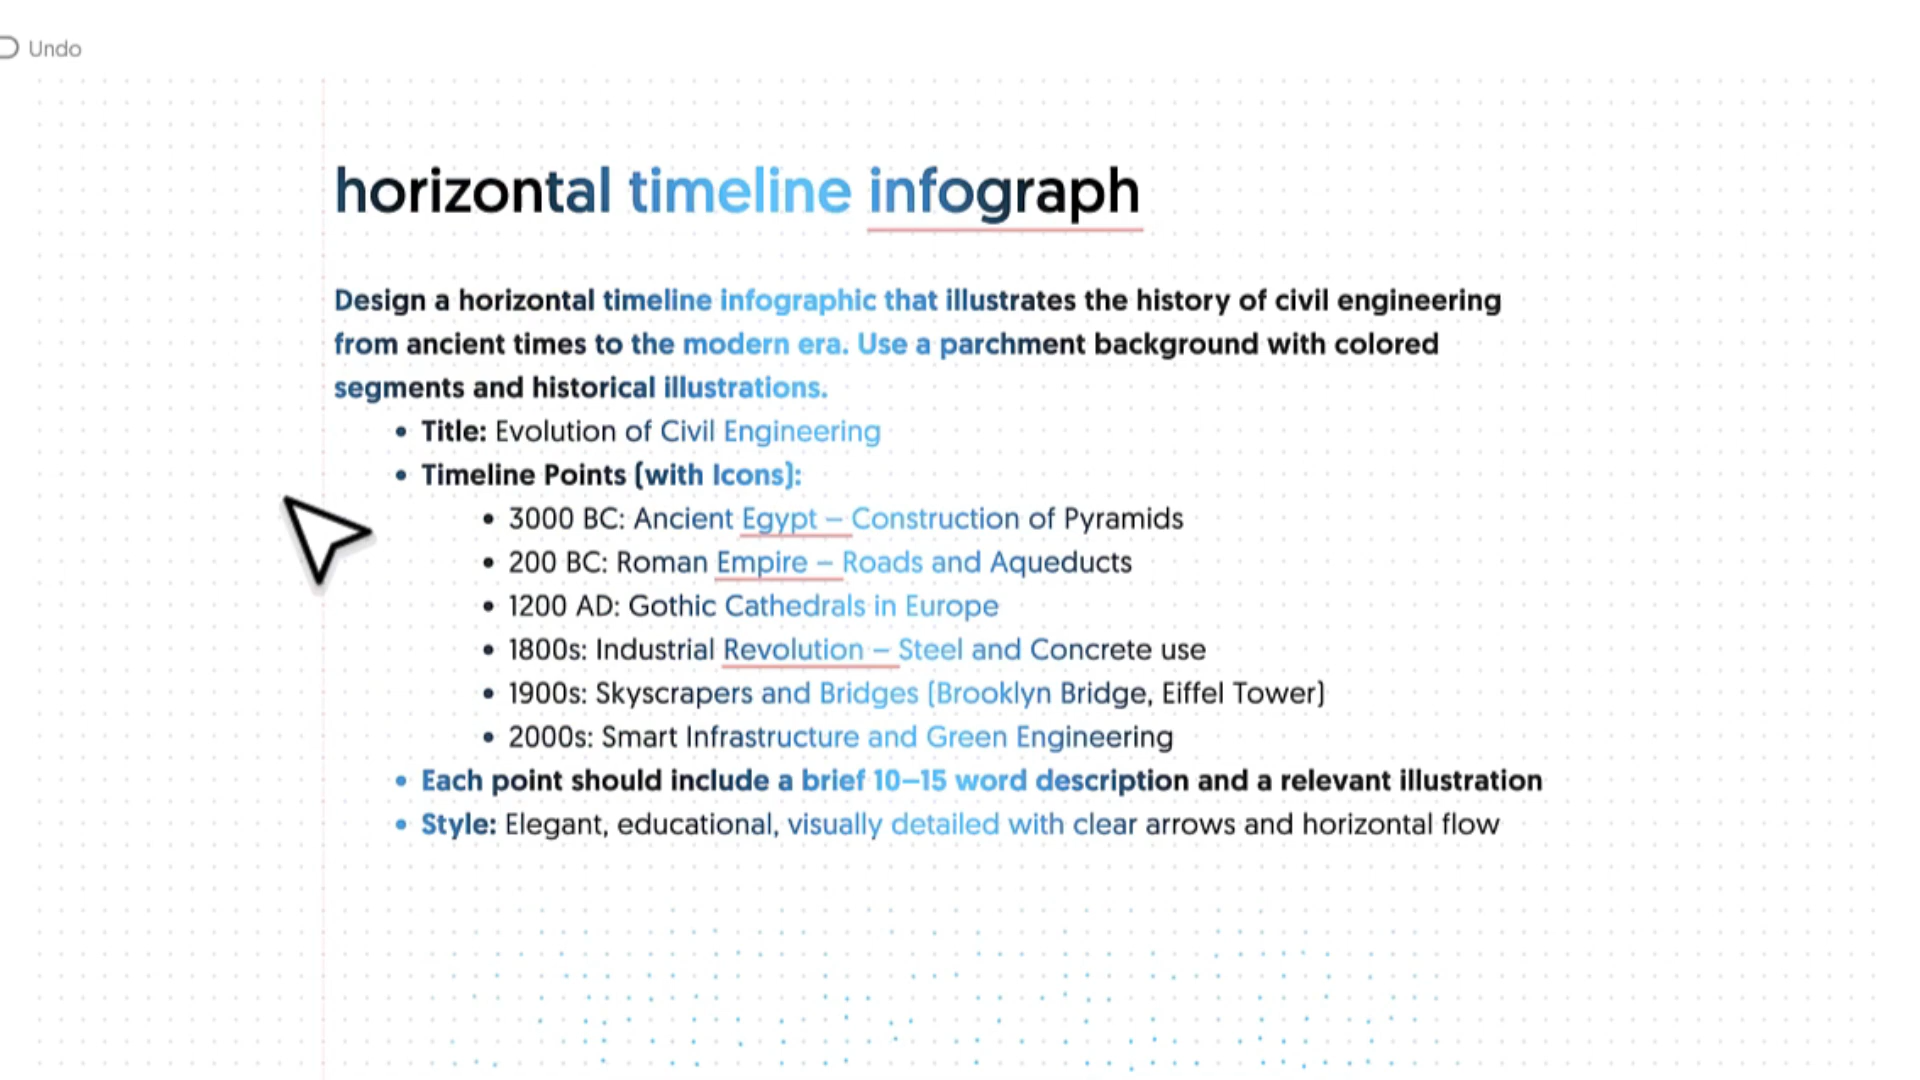 Undo
horizontal timeline infograph
Design a horizontal timeline infographic that illustrates the history of civil engineering
from ancient times to the modern era. Use a parchment background with colored
segments and historical illustrations.
• Title: Evolution of Civil Engineering
• Timeline Points (with Icons):
• 3000 BC: Ancient Egypt – Construction of Pyramids
• 200 BC: Roman Empire – Roads and Aqueducts
• 1200 AD: Gothic Cathedrals in Europe
• 1800s: Industrial Revolution – Steel and Concrete use
• 1900s: Skyscrapers and Bridges (Brooklyn Bridge, Eiffel Tower)
• 2000s: Smart Infrastructure and Green Engineering
• Each point should include a brief 10–15 word description and a relevant illustration
• Style: Elegant, educational, visually detailed with clear arrows and horizontal flow